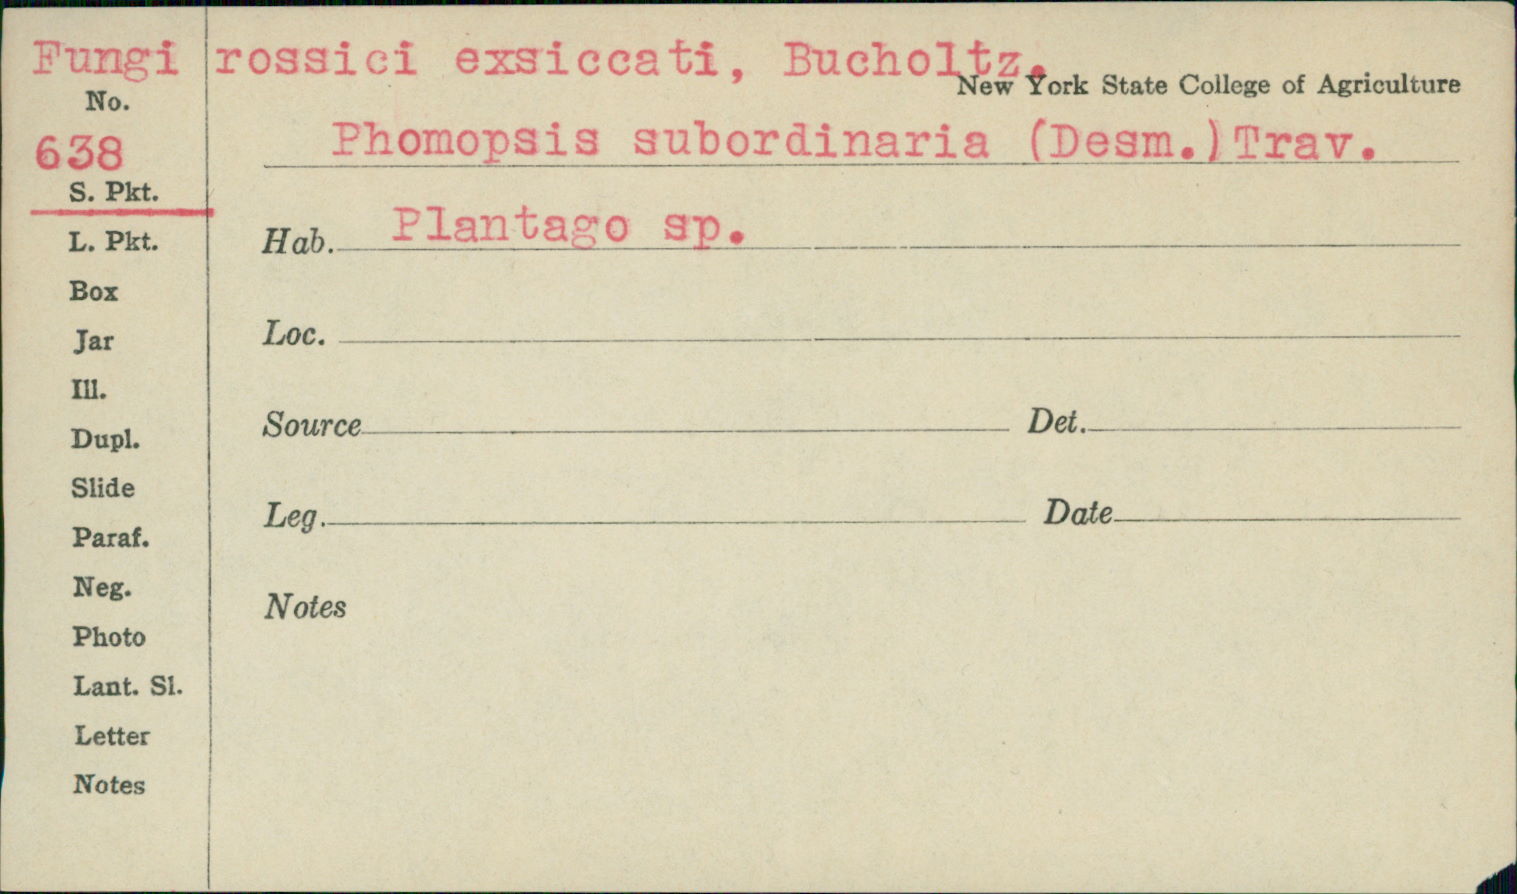 Fungi rossici exsiccati, Bucholtz.
New York State College of Agriculture
No.
638
Phomopsis subordinaria (Desm.)Trav.
S. Pkt.
Hab. Plantago sp.
L. Pkt.
Box
Loc.
Jar
Ill.
Source Det.
Dupl.
Slide
Leg. Date
Paraf.
Neg.
Notes
Photo
Lant. Sl.
Letter
Notes